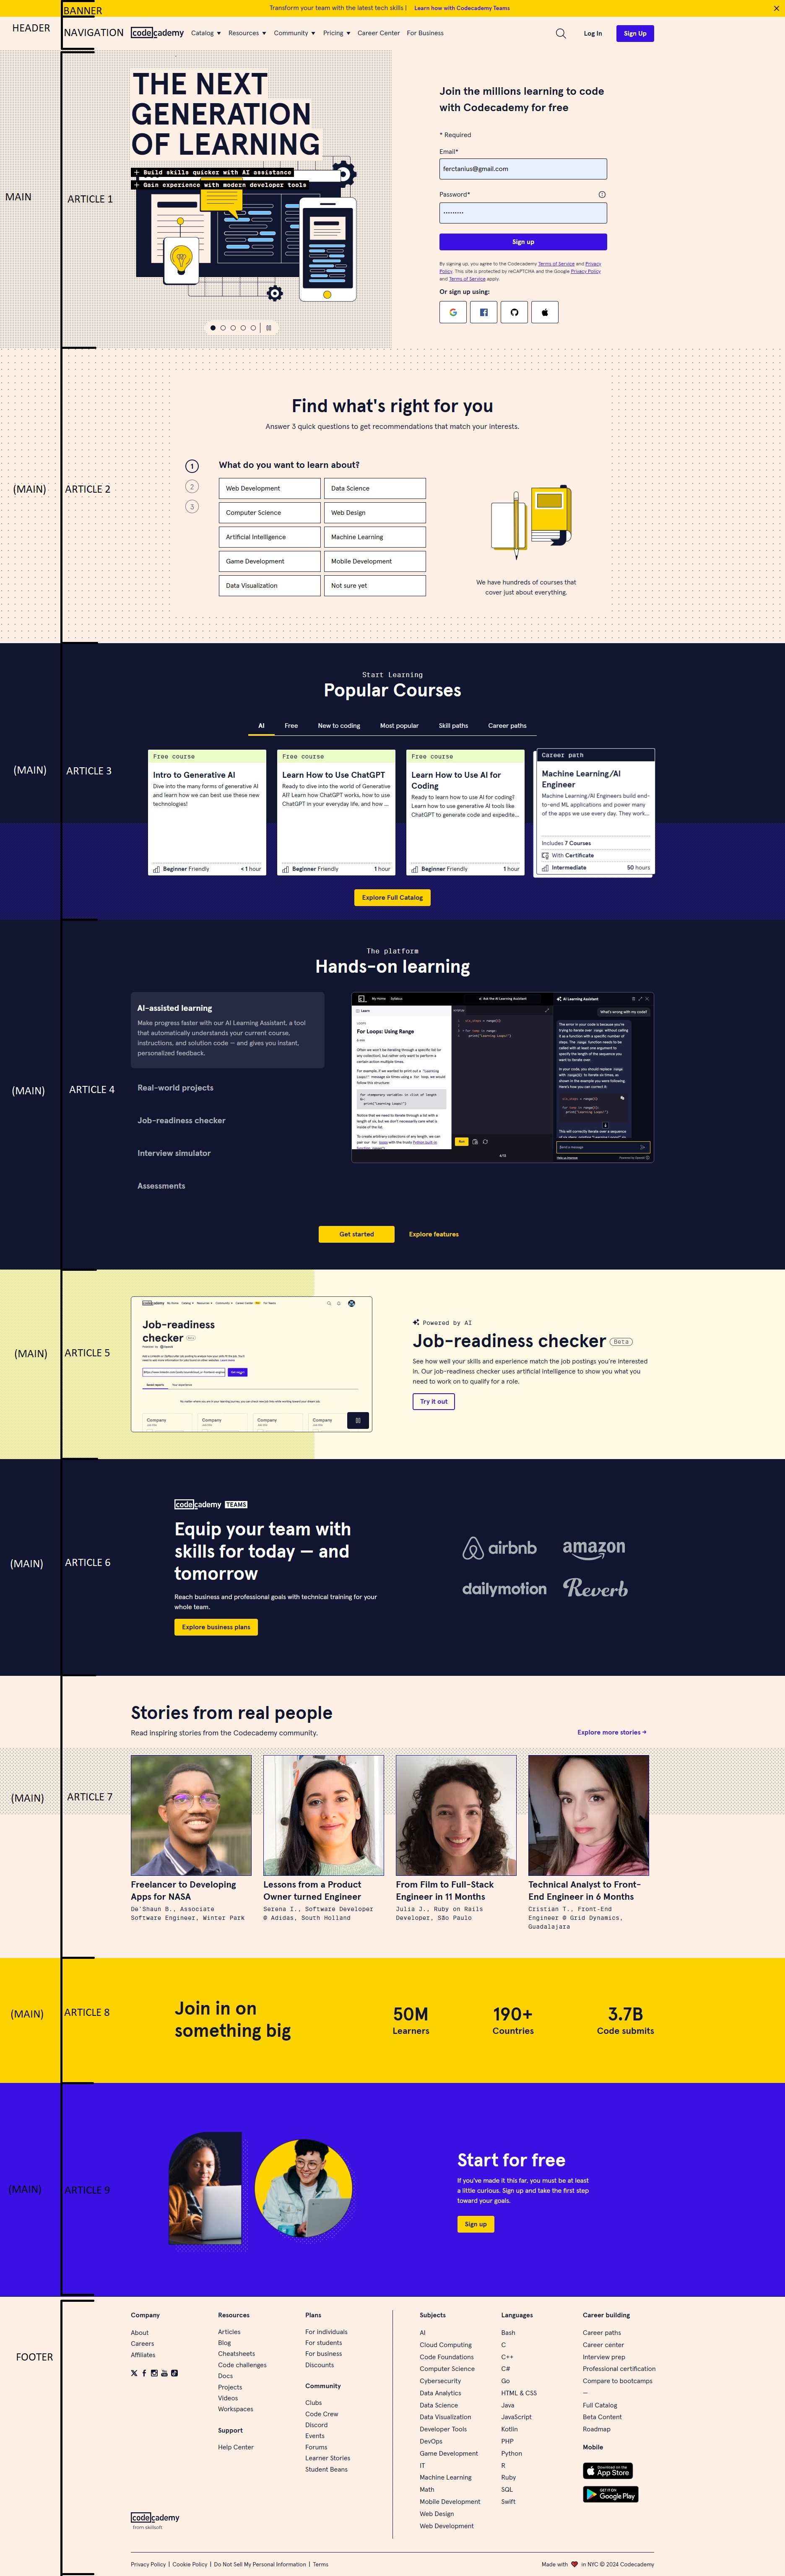 BANNER
Transform your team with the latest tech skills | Learn how with Codecademy Teams
HEADER
NAVIGATION
codecademy Catalog Resources Community Pricing Career Center For Business Log In Sign Up
MAIN
ARTICLE 1
THE NEXT
GENERATION
OF LEARNING
+ Build skills quicker with AI assistance
+ Gain experience with modern developer tools
Join the millions learning to code
with Codecademy for free
* Required
Email*
ferctanius@gmail.com
Password*
Sign up
By signing up, you agree to the Codecademy Terms of Service and Privacy
Policy. This site is protected by reCAPTCHA and the Google Privacy Policy
and Terms of Service apply.
Or sign up using:
(MAIN)
ARTICLE 2
Find what's right for you
Answer 3 quick questions to get recommendations that match your interests.
1
2
3
What do you want to learn about?
Web Development Data Science
Computer Science Web Design
Artificial Intelligence Machine Learning
Game Development Mobile Development
Data Visualization Not sure yet
We have hundreds of courses that
cover just about everything.
(MAIN)
ARTICLE 3
Start Learning
Popular Courses
AI Free New to coding Most popular Skill paths Career paths
Free course
Intro to Generative AI
Dive into the many forms of generative AI
and learn how we can best use these new
technologies!
Beginner Friendly <1 hour
Free course
Learn How to Use ChatGPT
Ready to dive into the world of Generative
AI? Learn how ChatGPT works, how to use
ChatGPT in your everyday life, and how ...
Beginner Friendly 1 hour
Free course
Learn How to Use AI for
Coding
Ready to learn how to use AI for coding?
Learn how to use generative AI tools like
ChatGPT to generate code and expedite...
Beginner Friendly 1 hour
Career path
Machine Learning/AI
Engineer
Machine Learning/AI Engineers build end-
to-end ML applications and power many
of the apps we use every day. They work...
Includes 7 Courses
With Certificate
Intermediate 50 hours
Explore Full Catalog
(MAIN)
ARTICLE 4
The platform
Hands-on learning
AI-assisted learning
Make progress faster with our AI Learning Assistant, a tool
that automatically understands your current course,
instructions, and solution code — and gives you instant,
personalized feedback.
Real-world projects
Job-readiness checker
Interview simulator
Assessments
My Home Syllabus
Ask the AI Learning Assistant
Learn
For Loops: Using Range
AI Learning Assistant
What's wrong with my code?
Run
Get started
Explore features
(MAIN)
ARTICLE 5
codecademy
Job-readiness
checker
Company Company Company Company
Powered by AI
Job-readiness checker Beta
See how well your skills and experience match the job postings you're interested
in. Our job-readiness checker uses artificial intelligence to show you what you
need to work on to qualify for a role.
Try it out
(MAIN)
ARTICLE 6
codecademy TEAMS
Equip your team with
skills for today — and
tomorrow
Reach business and professional goals with technical training for your
whole team.
Explore business plans
airbnb amazon
dailymotion Reverb
(MAIN)
ARTICLE 7
Stories from real people
Read inspiring stories from the Codecademy community.
Explore more stories →
Freelancer to Developing
Apps for NASA
De'Shaun B., Associate
Software Engineer, Winter Park
Lessons from a Product
Owner turned Engineer
Serena I., Software Developer
@ Adidas, South Holland
From Film to Full-Stack
Engineer in 11 Months
Julia J., Ruby on Rails
Developer, São Paulo
Technical Analyst to Front-
End Engineer in 6 Months
Cristian T., Front-End
Engineer @ Grid Dynamics,
Guadalajara
(MAIN)
ARTICLE 8
Join in on
something big
50M
Learners
190+
Countries
3.7B
Code submits
(MAIN)
ARTICLE 9
Start for free
If you've made it this far, you must be at least
a little curious. Sign up and take the first step
toward your goals.
Sign up
FOOTER
Company
About
Careers
Affiliates
Resources
Articles
Blog
Cheatsheets
Code challenges
Docs
Projects
Videos
Workspaces
Support
Help Center
Plans
For individuals
For students
For business
Discounts
Community
Clubs
Code Crew
Discord
Events
Forums
Learner Stories
Student Beans
Subjects
AI
Cloud Computing
Code Foundations
Computer Science
Cybersecurity
Data Analytics
Data Science
Data Visualization
Developer Tools
DevOps
Game Development
IT
Machine Learning
Math
Mobile Development
Web Design
Web Development
Languages
Bash
C
C++
C#
Go
HTML & CSS
Java
JavaScript
Kotlin
PHP
Python
R
Ruby
SQL
Swift
Career building
Career paths
Career center
Interview prep
Professional certification
Compare to bootcamps
—
Full Catalog
Beta Content
Roadmap
Mobile
Download on the
App Store
GET IT ON
Google Play
codecademy
from skillsoft
Privacy Policy | Cookie Policy | Do Not Sell My Personal Information | Terms
Made with ❤ in NYC © 2024 Codecademy